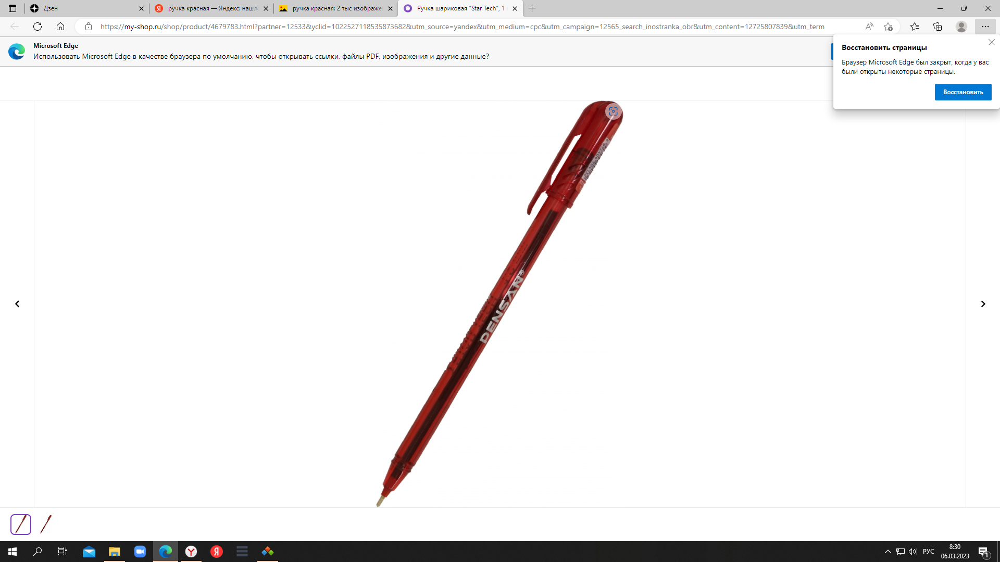 Дзен
ручка красная — Яндекс: нашло
ручка красная: 2 тыс изображе
Ручка шариковая "Star Tech", 1
https://my-shop.ru/shop/product/4679783.html?partner=12533&yclid=1022527118535873682&utm_source=yandex&utm_medium=cpc&utm_campaign=12565_search_inostranka_obr&utm_content=12725807839&utm_term
Microsoft Edge
Использовать Microsoft Edge в качестве браузера по умолчанию, чтобы открывать ссылки, файлы PDF, изображения и другие данные?
Восстановить страницы
Браузер Microsoft Edge был закрыт, когда у вас
были открыты некоторые страницы.
Восстановить
PENSAN®
РУС
8:30
06.03.2023
1